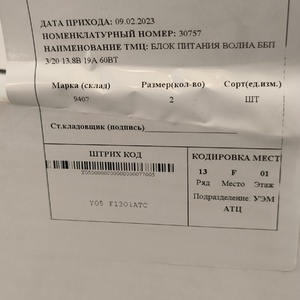 ДАТА ПРИХОДА: 09.02.2023
НОМЕНКЛАТУРНЫЙ НОМЕР: 30757
НАИМЕНОВАНИЕ ТМЦ: БЛОК ПИТАНИЯ ВОЛНА ББП
3/20 13.8В 19А 60ВТ
Марка (склад) Размер(кол-во) Сорт(ед.изм.)
9407 2 ШТ
Ст.кладовщик (подпись)
ШТРИХ КОД КОДИРОВКА МЕСТ
13 F 01
Ряд Место Этаж
Подразделение УЭМ
АТЦ
Y05 F1301ATC